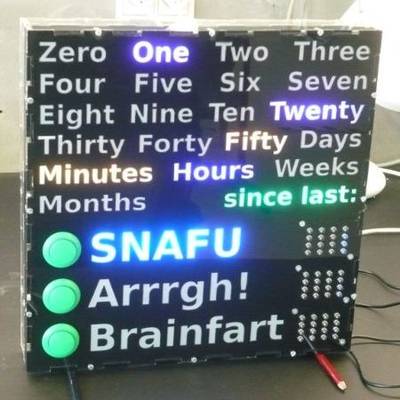 Zero One Two Three
Four Five Six Seven
Eight Nine Ten Twenty
Thirty Forty Fifty Days
Minutes Hours Weeks
Months since last:
SNAFU
Arrrgh!
Brainfart